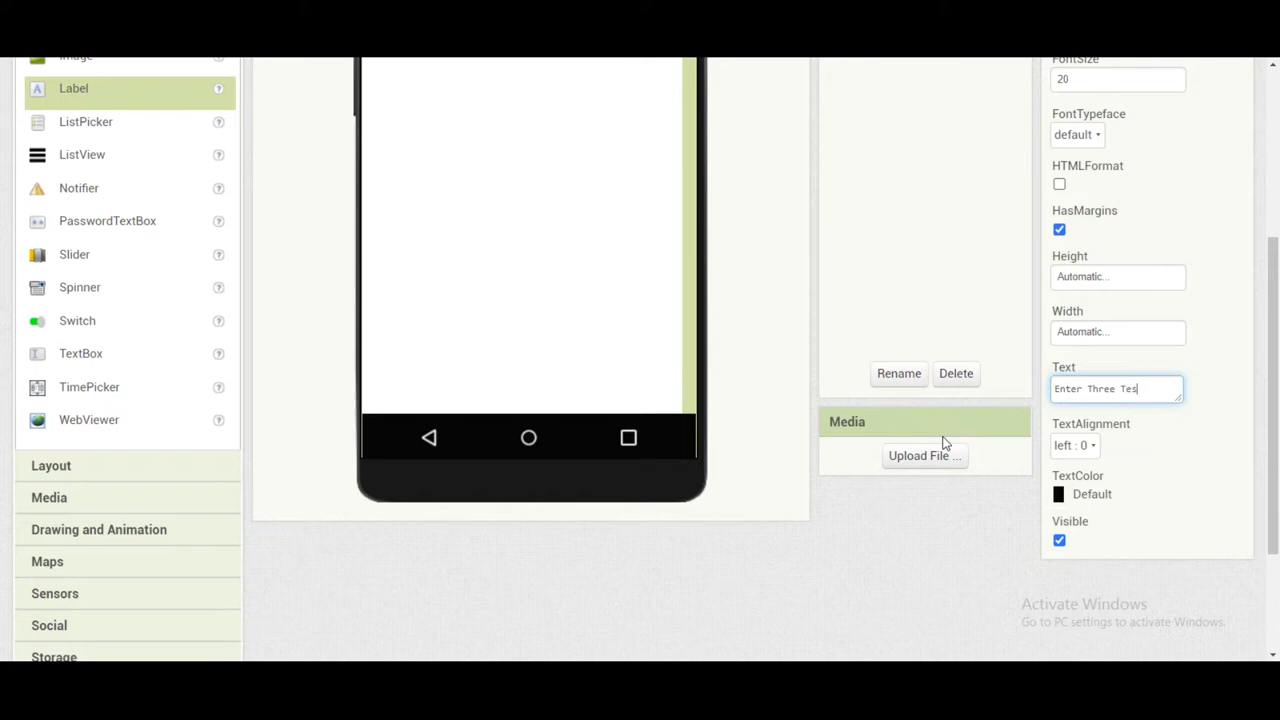 Image
Label
ListPicker
ListView
Notifier
PasswordTextBox
Slider
Spinner
Switch
TextBox
TimePicker
WebViewer
Layout
Media
Drawing and Animation
Maps
Sensors
Social
Storage
Rename Delete
Media
Upload File ...
FontSize
20
FontTypeface
default
HTMLFormat
HasMargins
Height
Automatic...
Width
Automatic...
Text
Enter Three Tes
TextAlignment
left : 0
TextColor
Default
Visible
Activate Windows
Go to PC settings to activate Windows.